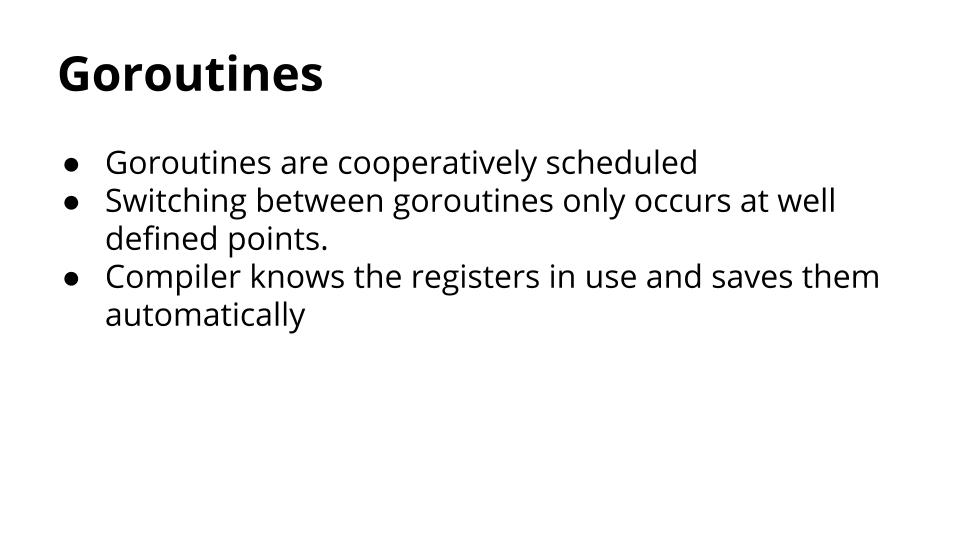 Goroutines
● Goroutines are cooperatively scheduled
● Switching between goroutines only occurs at well
defined points.
● Compiler knows the registers in use and saves them
automatically